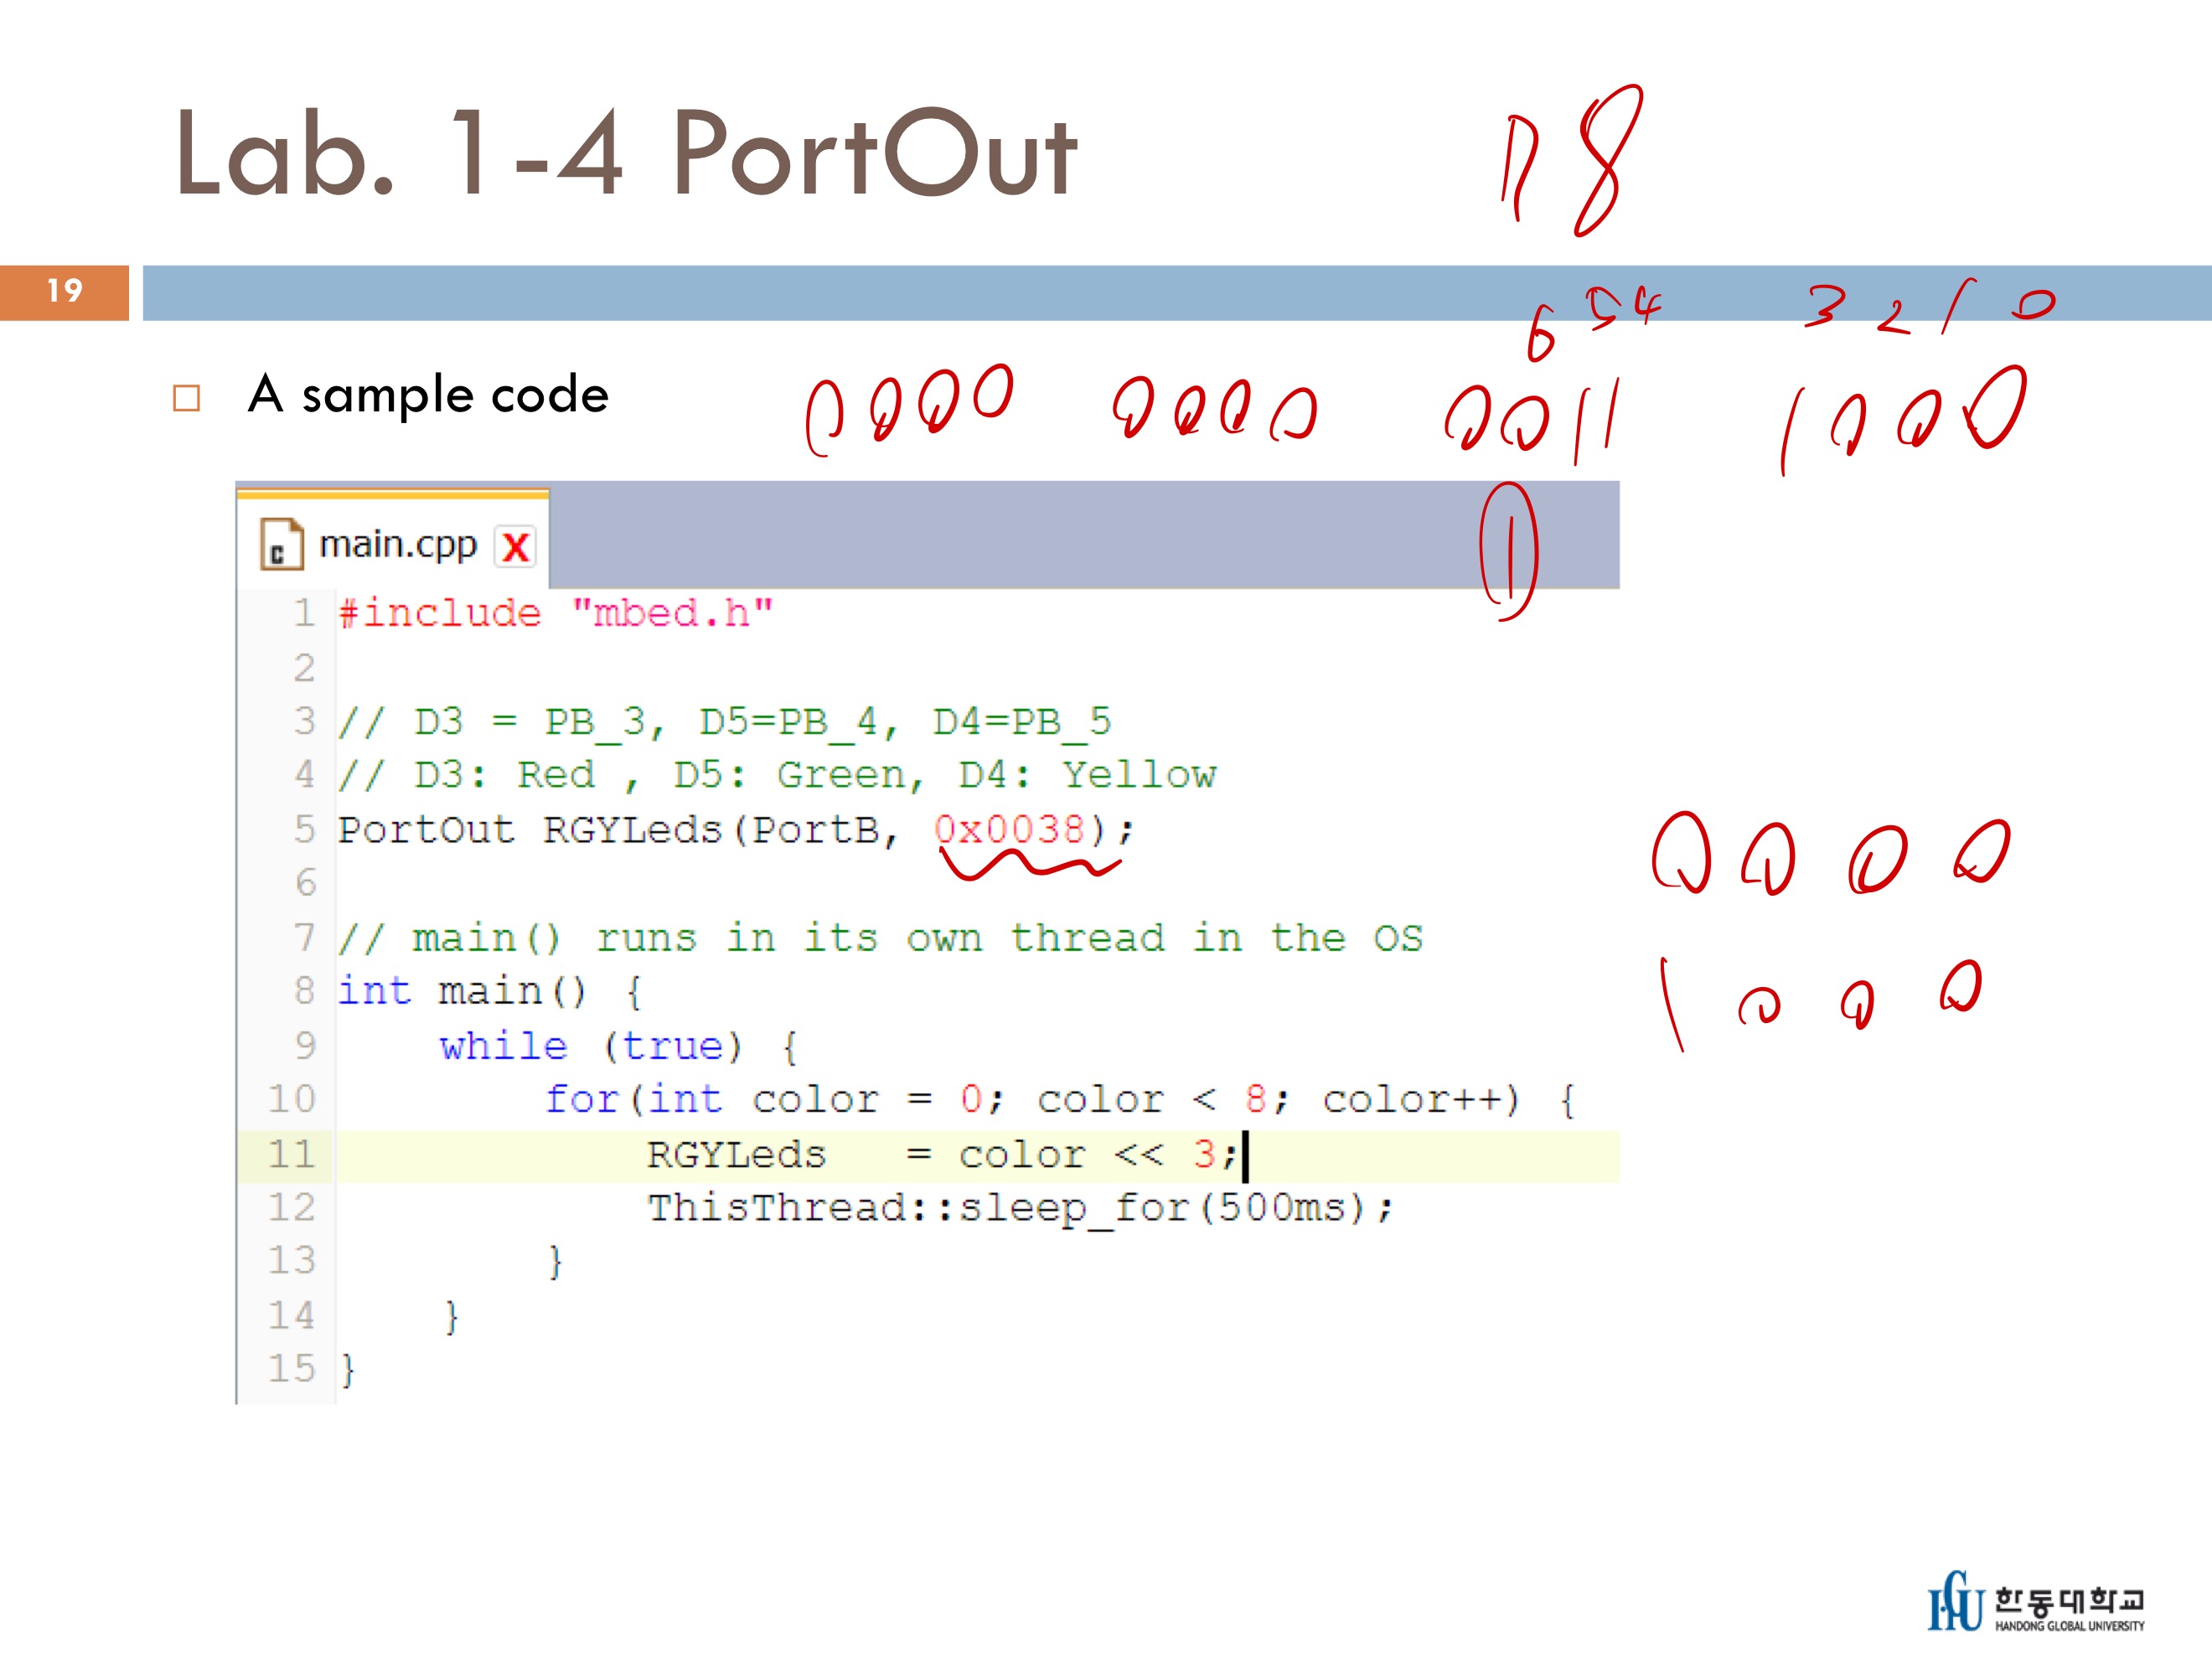 Lab. 1-4 PortOut
19
6 5 4 3 2 1 0
A sample code
0000 0000 0011 1000
1
main.cpp X
1 #include "mbed.h"
2
3 // D3 = PB_3, D5=PB_4, D4=PB_5
4 // D3: Red , D5: Green, D4: Yellow
5 PortOut RGYLeds(PortB, 0x0038);
0000
6
7 // main() runs in its own thread in the OS
8 int main() {
1000
9 while (true) {
10 for(int color = 0; color < 8; color++) {
11 RGYLeds = color << 3;
12 ThisThread::sleep_for(500ms);
13 }
14 }
15 }
HGU 한동대학교
HANDONG GLOBAL UNIVERSITY